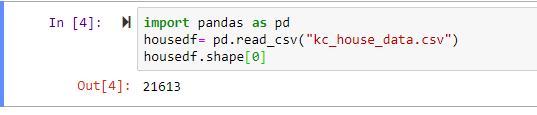 In [4]: import pandas as pd
housedf= pd.read_csv("kc_house_data.csv")
housedf.shape[0]
Out[4]: 21613